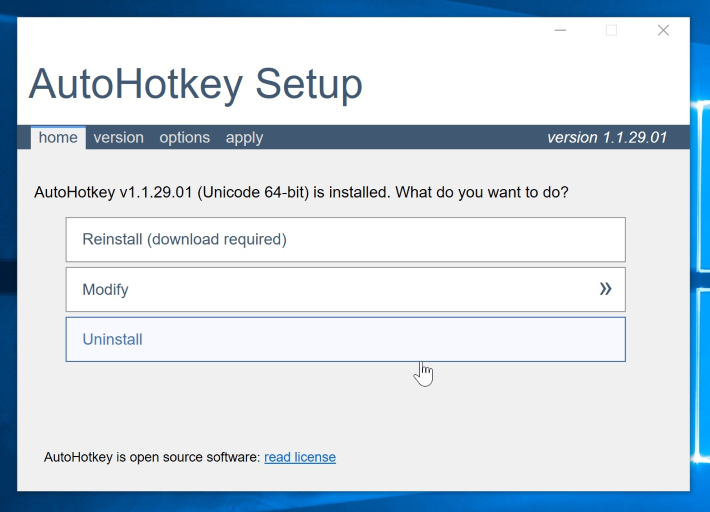 AutoHotkey Setup
home version options apply version 1.1.29.01
AutoHotkey v1.1.29.01 (Unicode 64-bit) is installed. What do you want to do?
Reinstall (download required)
Modify »
Uninstall
AutoHotkey is open source software: read license